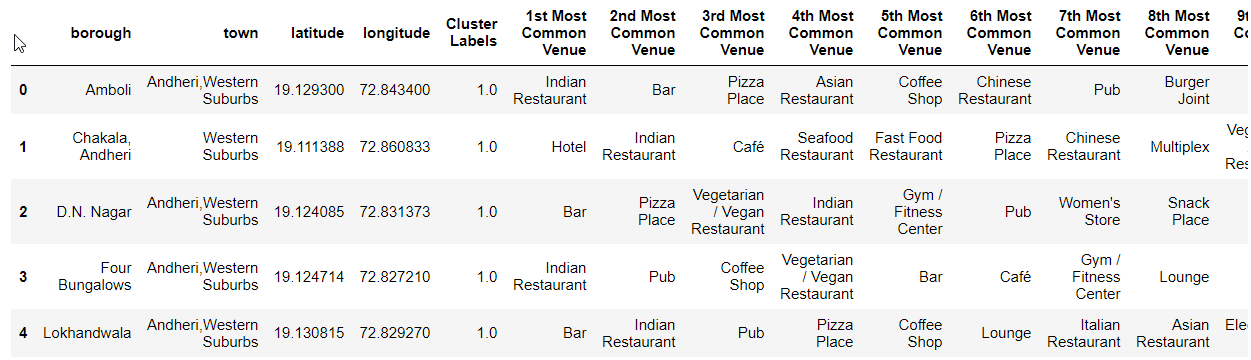 borough town latitude longitude Cluster Labels 1st Most Common Venue 2nd Most Common Venue 3rd Most Common Venue 4th Most Common Venue 5th Most Common Venue 6th Most Common Venue 7th Most Common Venue 8th Most Common Venue
0 Amboli Andheri,Western Suburbs 19.129300 72.843400 1.0 Indian Restaurant Bar Pizza Place Asian Restaurant Coffee Shop Chinese Restaurant Pub Burger Joint
1 Chakala, Andheri Western Suburbs 19.111388 72.860833 1.0 Hotel Indian Restaurant Café Seafood Restaurant Fast Food Restaurant Pizza Place Chinese Restaurant Multiplex
2 D.N. Nagar Andheri,Western Suburbs 19.124085 72.831373 1.0 Bar Pizza Place Vegetarian / Vegan Restaurant Indian Restaurant Gym / Fitness Center Pub Women's Store Snack Place
3 Four Bungalows Andheri,Western Suburbs 19.124714 72.827210 1.0 Indian Restaurant Pub Coffee Shop Vegetarian / Vegan Restaurant Bar Café Gym / Fitness Center Lounge
4 Lokhandwala Andheri,Western Suburbs 19.130815 72.829270 1.0 Bar Indian Restaurant Pub Pizza Place Coffee Shop Lounge Italian Restaurant Asian Restaurant